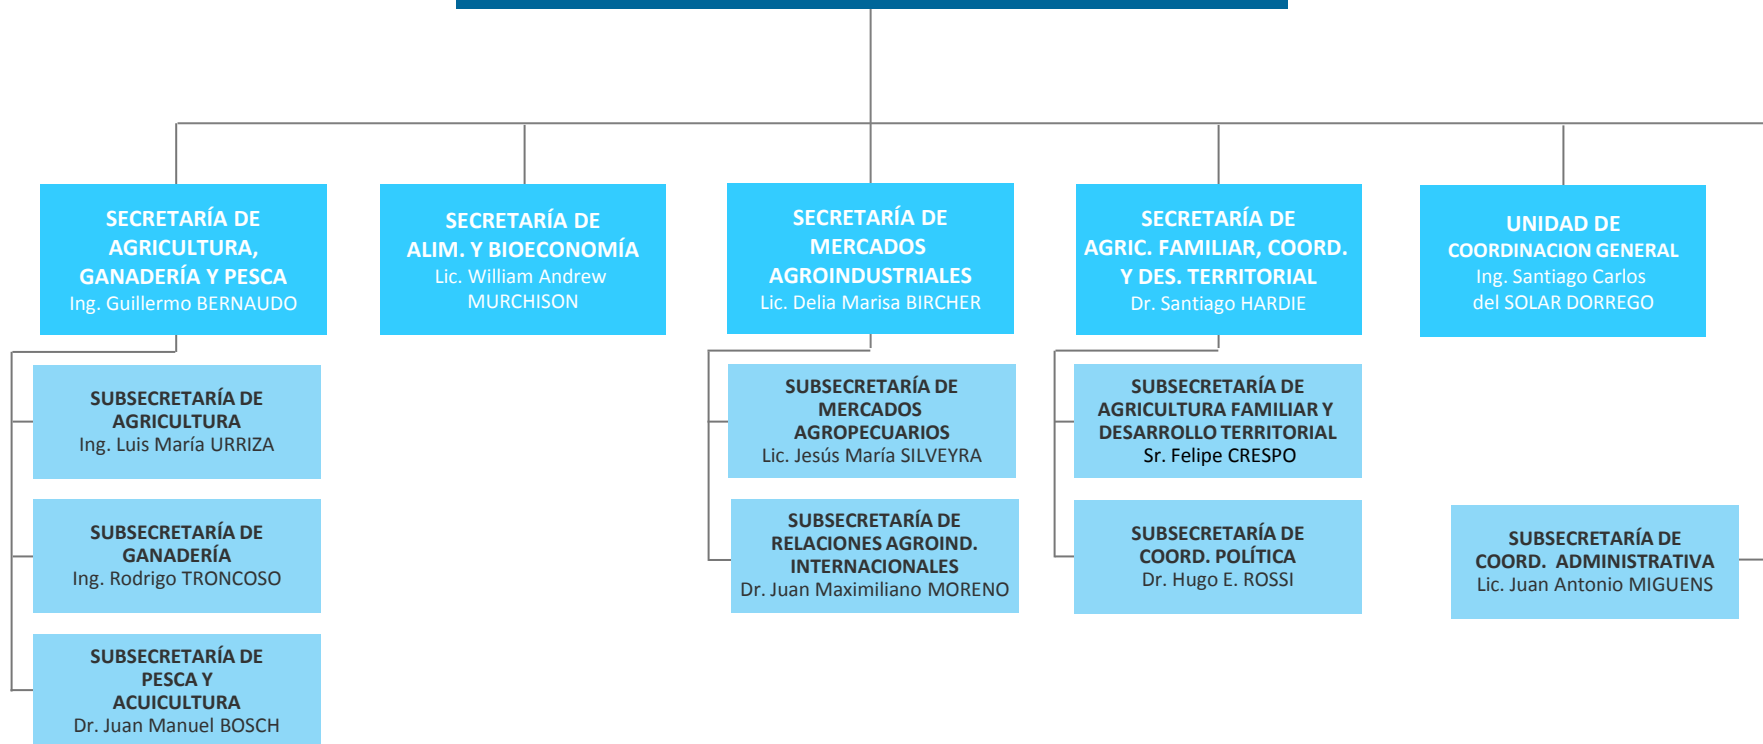 SECRETARÍA DE
AGRICULTURA,
GANADERÍA Y PESCA
Ing. Guillermo BERNAUDO
SECRETARÍA DE
ALIM. Y BIOECONOMÍA
Lic. William Andrew
MURCHISON
SECRETARÍA DE
MERCADOS
AGROINDUSTRIALES
Lic. Delia Marisa BIRCHER
SECRETARÍA DE
AGRIC. FAMILIAR, COORD.
Y DES. TERRITORIAL
Dr. Santiago HARDIE
UNIDAD DE
COORDINACION GENERAL
Ing. Santiago Carlos
del SOLAR DORREGO
SUBSECRETARÍA DE
AGRICULTURA
Ing. Luis María URRIZA
SUBSECRETARÍA DE
MERCADOS
AGROPECUARIOS
Lic. Jesús María SILVEYRA
SUBSECRETARÍA DE
AGRICULTURA FAMILIAR Y
DESARROLLO TERRITORIAL
Sr. Felipe CRESPO
SUBSECRETARÍA DE
GANADERÍA
Ing. Rodrigo TRONCOSO
SUBSECRETARÍA DE
RELACIONES AGROIND.
INTERNACIONALES
Dr. Juan Maximiliano MORENO
SUBSECRETARÍA DE
COORD. POLÍTICA
Dr. Hugo E. ROSSI
SUBSECRETARÍA DE
COORD. ADMINISTRATIVA
Lic. Juan Antonio MIGUENS
SUBSECRETARÍA DE
PESCA Y
ACUICULTURA
Dr. Juan Manuel BOSCH